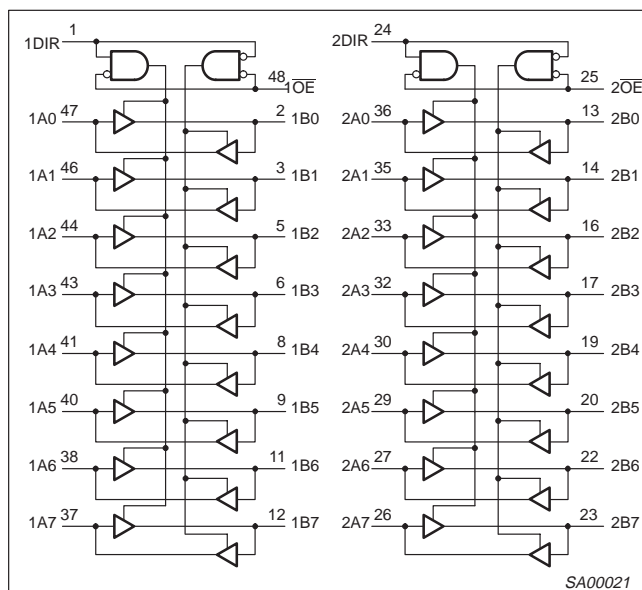 1 24
1DIR 2DIR
48 25
1OE 2OE
1A0 47 2 1B0 2A0 36 13 2B0
1A1 46 3 1B1 2A1 35 14 2B1
1A2 44 5 1B2 2A2 33 16 2B2
1A3 43 6 1B3 2A3 32 17 2B3
1A4 41 8 1B4 2A4 30 19 2B4
1A5 40 9 1B5 2A5 29 20 2B5
1A6 38 11 1B6 2A6 27 22 2B6
1A7 37 12 1B7 2A7 26 23 2B7
SA00021